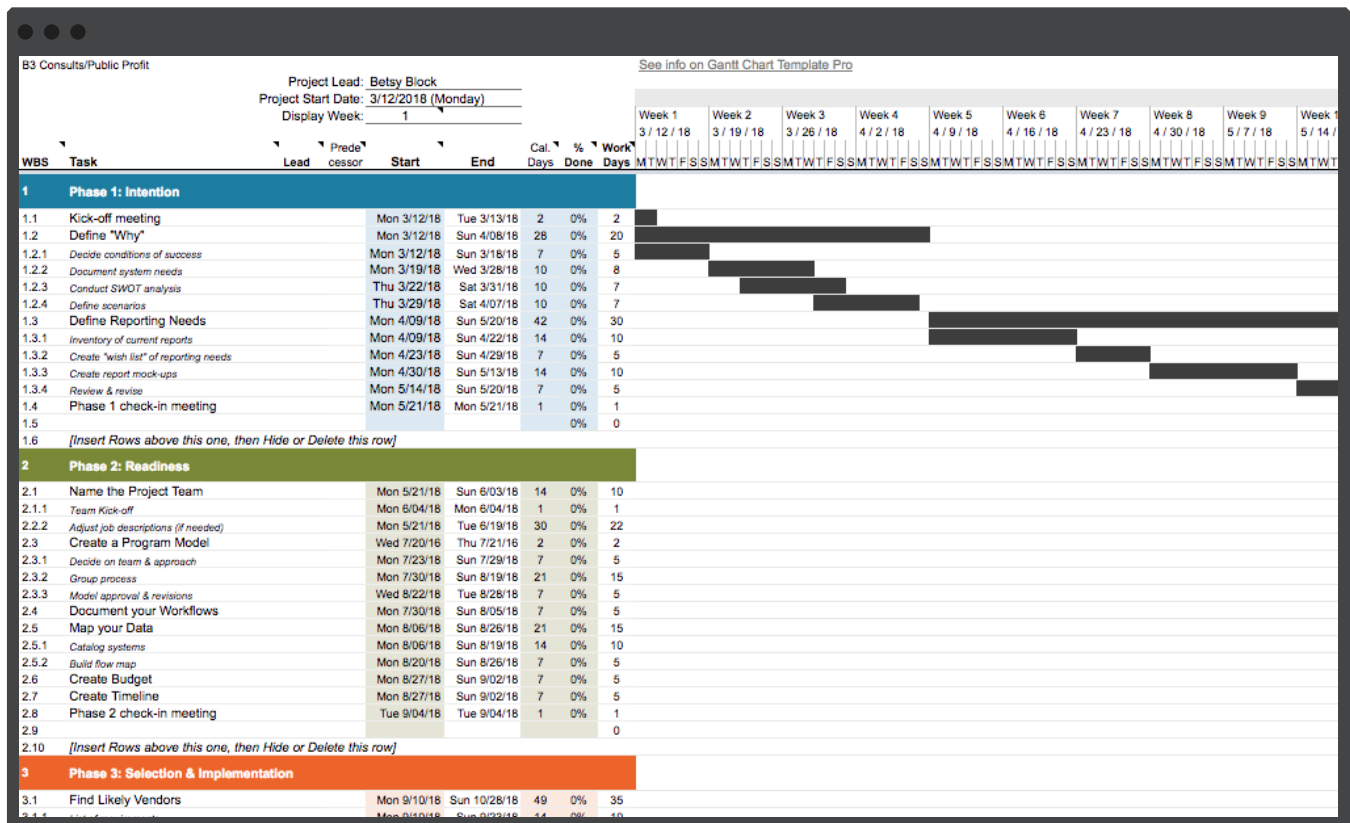 B3 Consults/Public Profit
See info on Gantt Chart Template Pro
Project Lead: Betsy Block
Project Start Date: 3/12/2018 (Monday)
Display Week: 1
Week 1 Week 2 Week 3 Week 4 Week 5 Week 6 Week 7 Week 8 Week 9 Week 1
3 / 12 / 18 3 / 19 / 18 3 / 26 / 18 4 / 2 / 18 4 / 9 / 18 4 / 16 / 18 4 / 23 / 18 4 / 30 / 18 5 / 7 / 18 5 / 14 /
Prede Cal. % Work
WBS Task Lead cessor Start End Days Done Days M T W T F S S M T W T F S S M T W T F S S M T W T F S S M T W T F S S M T W T F S S M T W T F S S M T W T F S S M T W T F S S M T W T
1 Phase 1: Intention
1.1 Kick-off meeting Mon 3/12/18 Tue 3/13/18 2 0% 2
1.2 Define "Why" Mon 3/12/18 Sun 4/08/18 28 0% 20
1.2.1 Decide conditions of success Mon 3/12/18 Sun 3/18/18 7 0% 5
1.2.2 Document system needs Mon 3/19/18 Wed 3/28/18 10 0% 8
1.2.3 Conduct SWOT analysis Thu 3/22/18 Sat 3/31/18 10 0% 7
1.2.4 Define scenarios Thu 3/29/18 Sat 4/07/18 10 0% 7
1.3 Define Reporting Needs Mon 4/09/18 Sun 5/20/18 42 0% 30
1.3.1 Inventory of current reports Mon 4/09/18 Sun 4/22/18 14 0% 10
1.3.2 Create "wish list" of reporting needs Mon 4/23/18 Sun 4/29/18 7 0% 5
1.3.3 Create report mock-ups Mon 4/30/18 Sun 5/13/18 14 0% 10
1.3.4 Review & revise Mon 5/14/18 Sun 5/20/18 7 0% 5
1.4 Phase 1 check-in meeting Mon 5/21/18 Mon 5/21/18 1 0% 1
1.5 0% 0
1.6 [Insert Rows above this one, then Hide or Delete this row]
2 Phase 2: Readiness
2.1 Name the Project Team Mon 5/21/18 Sun 6/03/18 14 0% 10
2.1.1 Team Kick-off Mon 6/04/18 Mon 6/04/18 1 0% 1
2.2.2 Adjust job descriptions (if needed) Mon 5/21/18 Tue 6/19/18 30 0% 22
2.3 Create a Program Model Wed 7/20/16 Thu 7/21/16 2 0% 2
2.3.1 Decide on team & approach Mon 7/23/18 Sun 7/29/18 7 0% 5
2.3.2 Group process Mon 7/30/18 Sun 8/19/18 21 0% 15
2.3.3 Model approval & revisions Wed 8/22/18 Tue 8/28/18 7 0% 5
2.4 Document your Workflows Mon 7/30/18 Sun 8/05/18 7 0% 5
2.5 Map your Data Mon 8/06/18 Sun 8/26/18 21 0% 15
2.5.1 Catalog systems Mon 8/06/18 Sun 8/19/18 14 0% 10
2.5.2 Build flow map Mon 8/20/18 Sun 8/26/18 7 0% 5
2.6 Create Budget Mon 8/27/18 Sun 9/02/18 7 0% 5
2.7 Create Timeline Mon 8/27/18 Sun 9/02/18 7 0% 5
2.8 Phase 2 check-in meeting Tue 9/04/18 Tue 9/04/18 1 0% 1
2.9 0
2.10 [Insert Rows above this one, then Hide or Delete this row]
3 Phase 3: Selection & Implementation
3.1 Find Likely Vendors Mon 9/10/18 Sun 10/28/18 49 0% 35